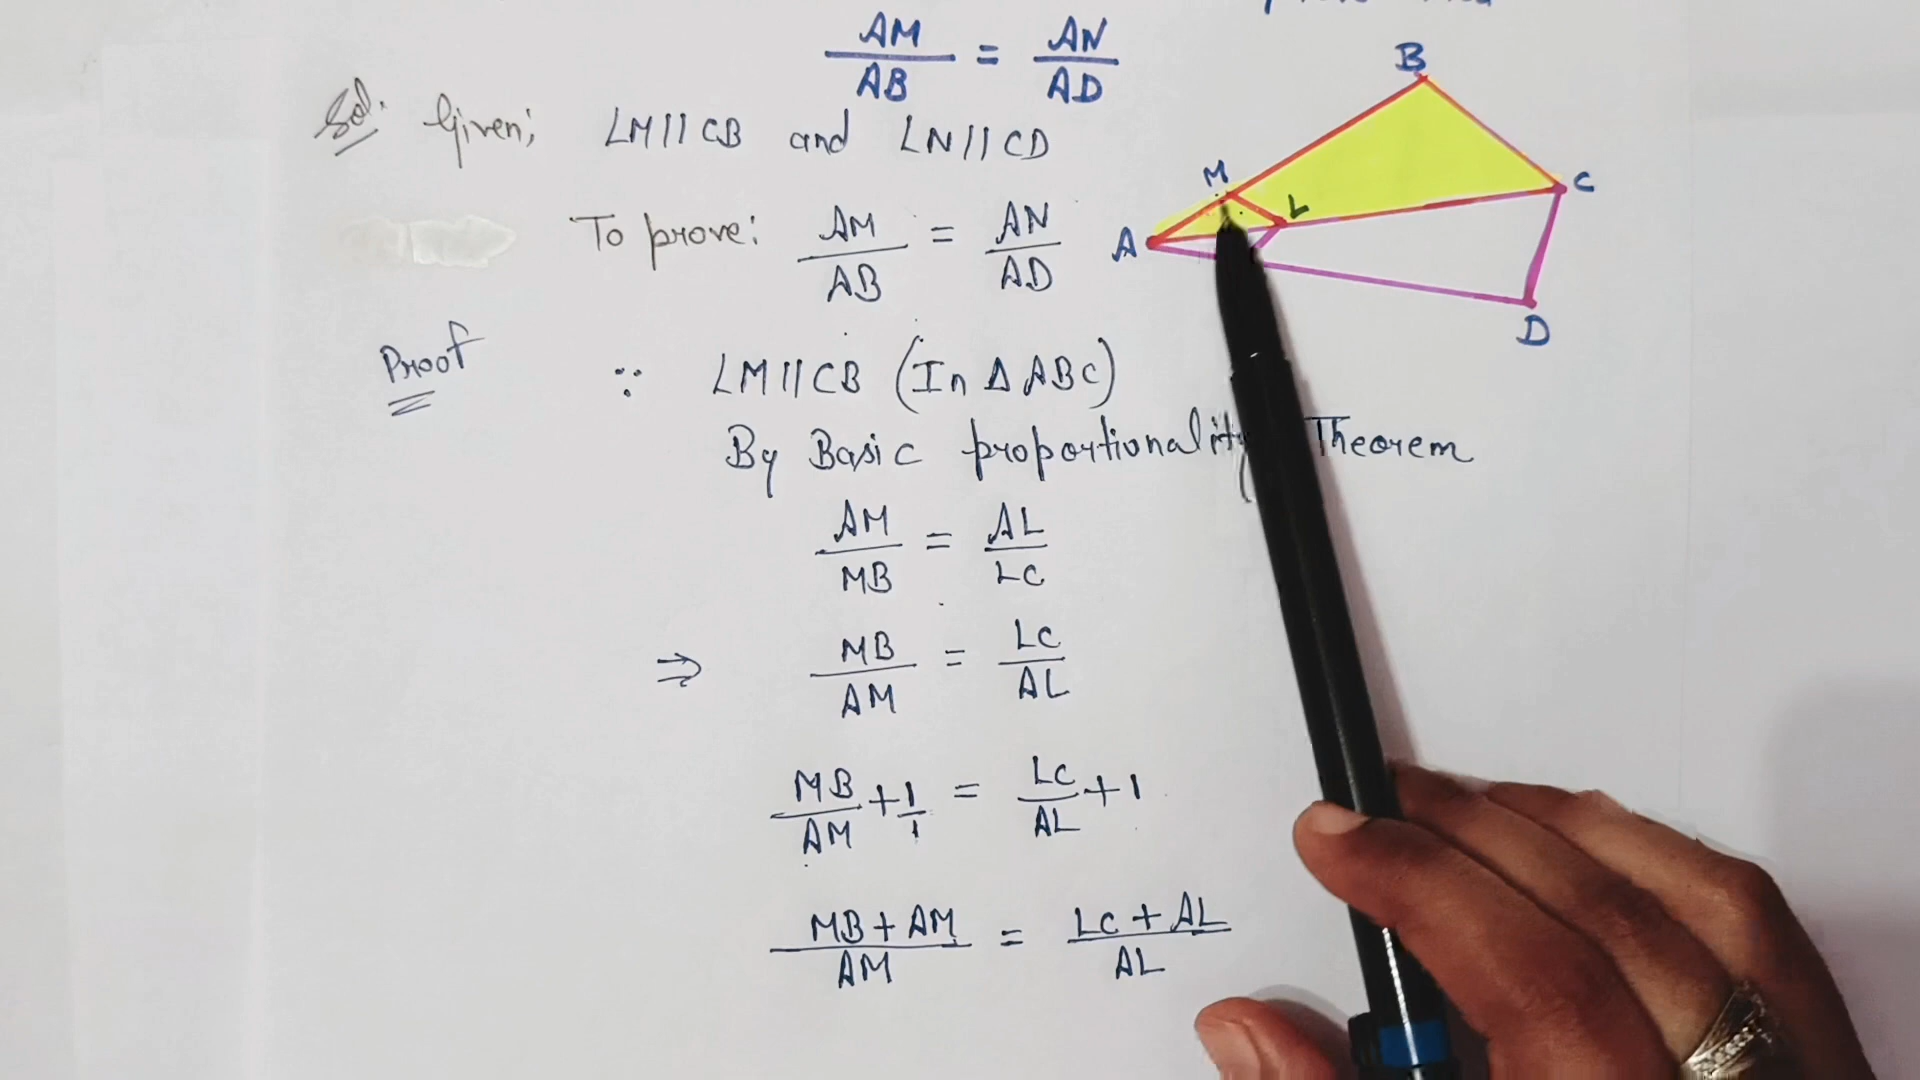 AM/AB = AN/AD
Sol: Given; LM||CB and LN||CD
To prove: AM/AB = AN/AD
Proof ∵ LM||CB (In Δ ABC)
By Basic proportionality Theorem
AM/MB = AL/LC
⇒ MB/AM = LC/AL
MB/AM + 1/1 = LC/AL + 1
MB + AM/AM = LC + AL/AL
B
M
L
C
A
D